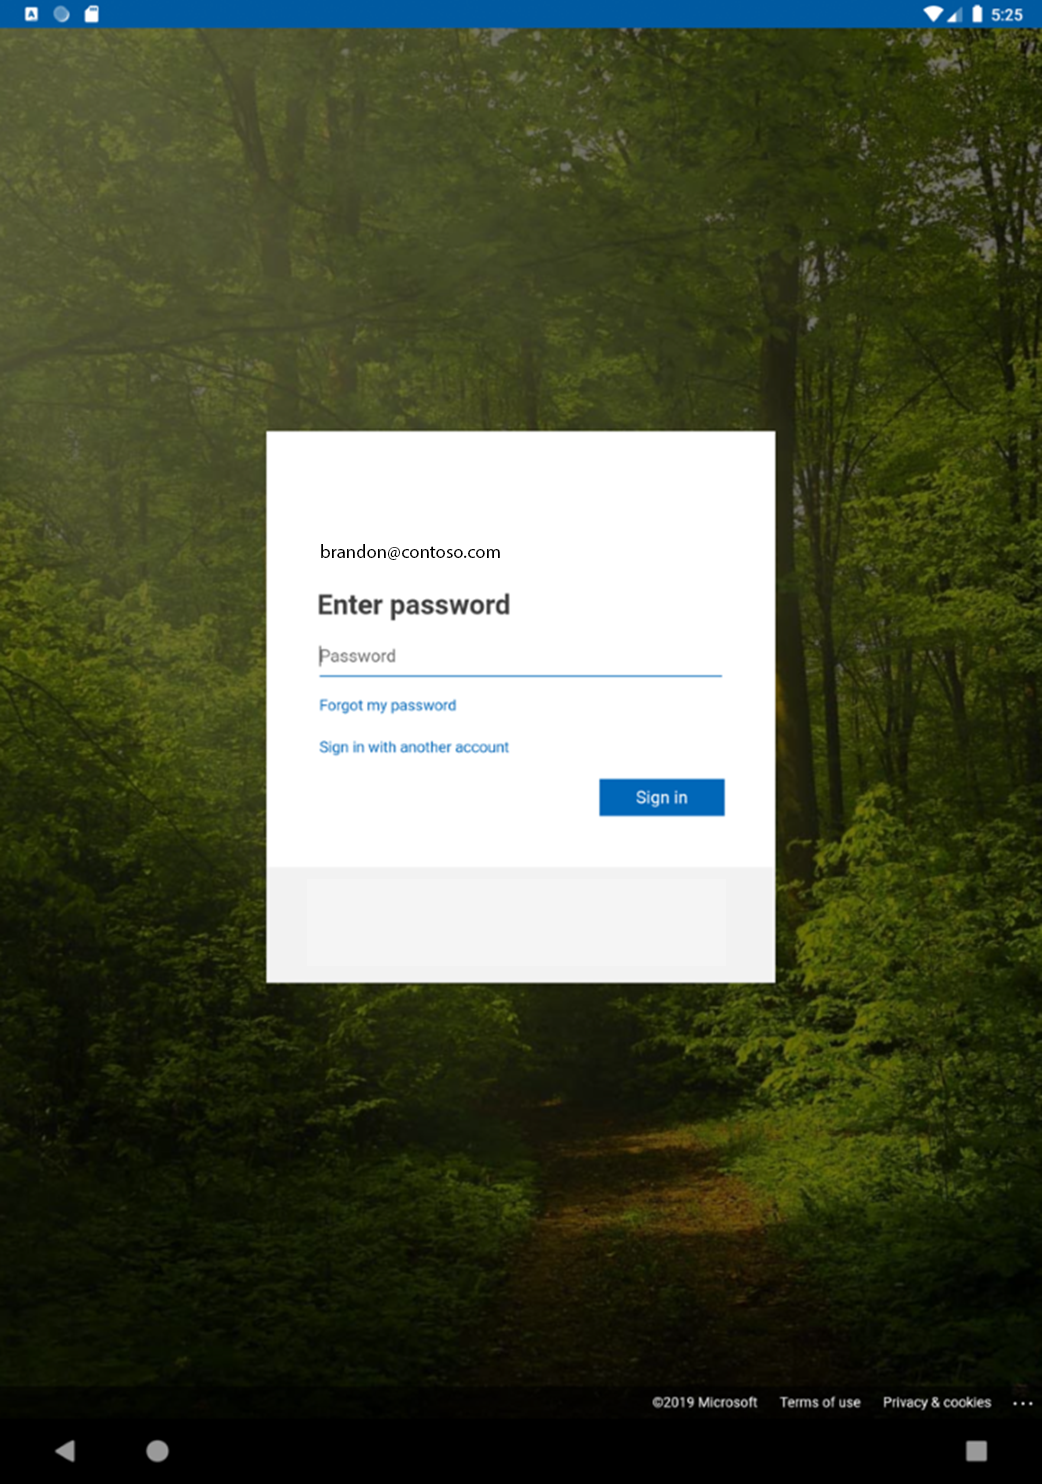 5:25
brandon@contoso.com
Enter password
Password
Forgot my password
Sign in with another account
Sign in
©2019 Microsoft Terms of use Privacy & cookies ...